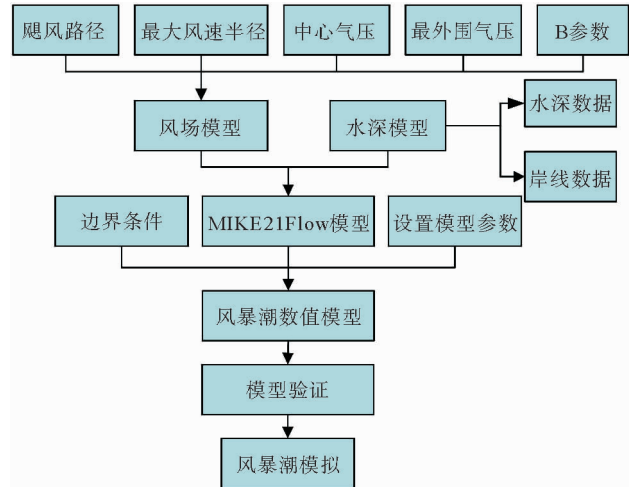 飓风路径
最大风速半径
中心气压
最外围气压
B参数
风场模型
水深模型
水深数据
岸线数据
边界条件
MIKE21Flow模型
设置模型参数
风暴潮数值模型
模型验证
风暴潮模拟